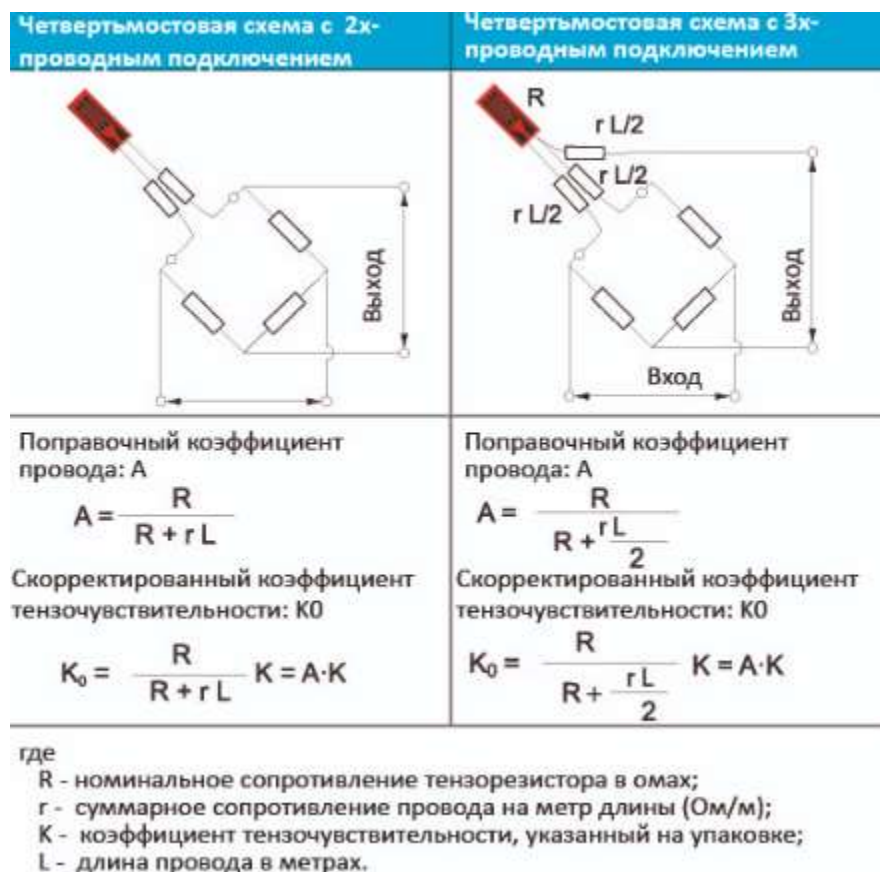 Четвертьмостовая схема с 2х-
проводным подключением
Четвертьмостовая схема с 3х-
проводным подключением
Выход
R
r L/2
r L/2
r L/2
Выход
Вход
Поправочный коэффициент
провода: А
A = R / R + r L
Скорректированный коэффициент
тензочувствительности: К0
K₀ = R / R + r L K = A·K
Поправочный коэффициент
провода: А
A = R / R + r L / 2
Скорректированный коэффициент
тензочувствительности: К0
K₀ = R / R + r L / 2 K = A·K
где
R - номинальное сопротивление тензорезистора в омах;
r - суммарное сопротивление провода на метр длины (Ом/м);
K - коэффициент тензочувствительности, указанный на упаковке;
L - длина провода в метрах.